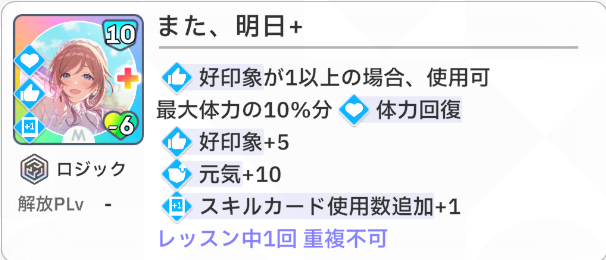 また、明日+
10
-6
M
+1
ロジック
解放PLv -
好印象が1以上の場合、使用可
最大体力の10%分 体力回復
好印象+5
元気+10
+1 スキルカード使用数追加+1
レッスン中1回 重複不可